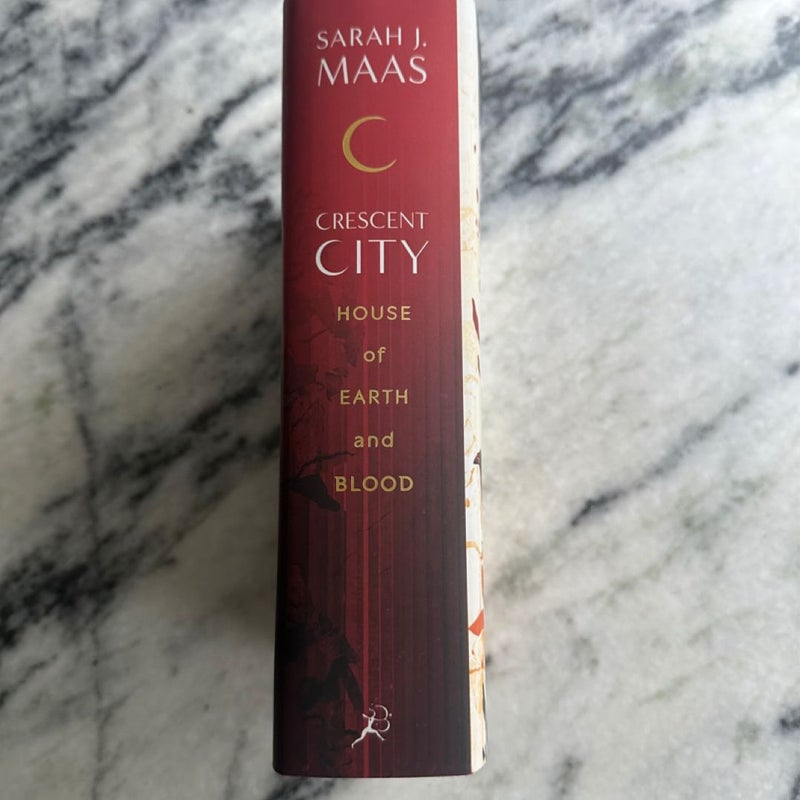 SARAH J.
MAAS
CRESCENT
CITY
HOUSE
of
EARTH
and
BLOOD